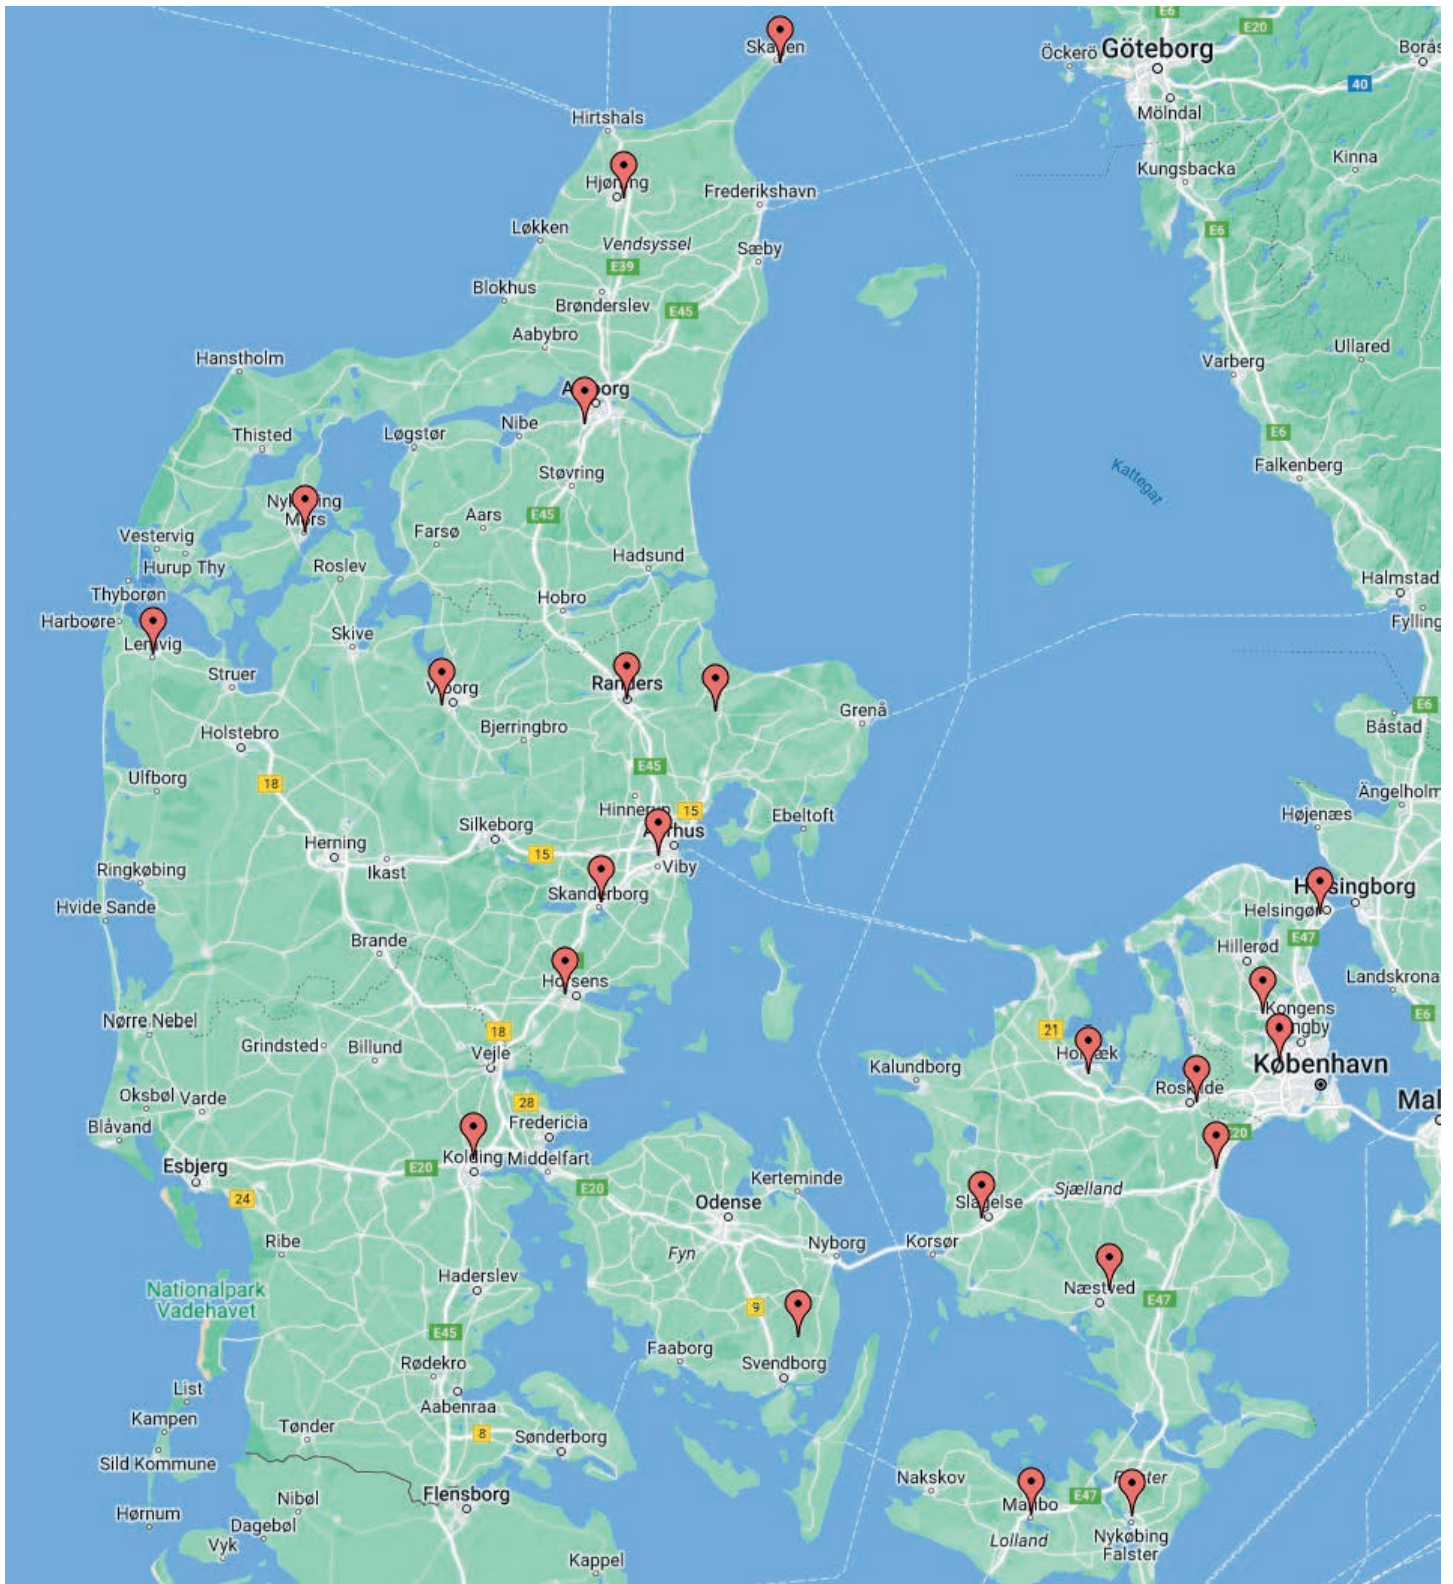 E6
E20
Skagen
Öckerö
Göteborg
Borås
40
Mölndal
Hirtshals
Kungsbacka
Kinna
Hjørring
Frederikshavn
Løkken
Vendsyssel
Sæby
E6
E39
Blokhus
Brønderslev
E45
Aabybro
Hanstholm
Ullared
Varberg
Aalborg
Thisted
Løgstør
Nibe
E6
Støvring
Falkenberg
Kattegat
Nykøbing
Mors
Aars
E45
Farsø
Vestervig
Hurup Thy
Roslev
Hadsund
Halmstad
Thyborøn
Hobro
Harboøre
Fylling
Lemvig
Skive
Struer
Viborg
Randers
Grenå
E6
Båstad
Holstebro
Bjerringbro
E45
Ulfborg
18
Ängelholm
Hinnerup
15
Ebeltoft
Højenæs
Silkeborg
Aarhus
Herning
15
Ikast
Viby
Ringkøbing
Skanderborg
Helsingborg
Hvide Sande
Helsingør
Brande
E47
Hillerød
Horsens
Landskrona
Kongens
Lyngby
Nørre Nebel
18
21
E6
Grindsted
Billund
Vejle
Holbæk
Kalundborg
København
Roskilde
Oksbøl
Varde
28
Fredericia
Mal
Blåvand
E20
Esbjerg
E20
Kolding
Middelfart
24
E20
Kerteminde
Slagelse
Sjælland
Odense
Ribe
Fyn
Nyborg
Korsør
Haderslev
Nationalpark
Vadehavet
Næstved
9
E47
E45
Rødekro
Faaborg
Svendborg
List
Aabenraa
Kampen
Tønder
8
Sønderborg
Sild Kommune
Nakskov
Falster
Nibøl
Flensborg
Maribo
E47
Hørnum
Dagebøl
Lolland
Nykøbing
Falster
Vyk
Kappel